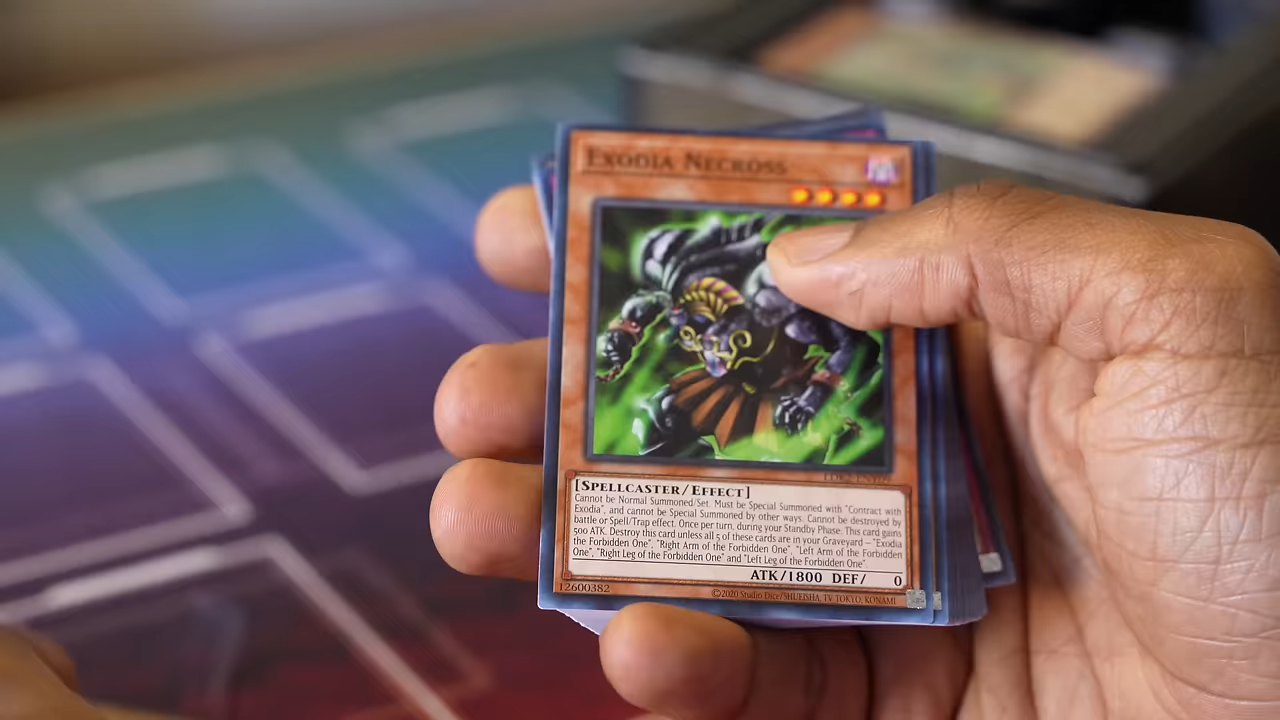 EXODIA NECROSS
[SPELLCASTER/EFFECT]
Cannot be Normal Summoned/Set. Must be Special Summoned with "Contract with
Exodia", and cannot be Special Summoned by other ways. Cannot be destroyed by
battle or Spell/Trap effect. Once per turn, during your Standby Phase: This card gains
500 ATK. Destroy this card unless all 5 of these cards are in your Graveyard – "Exodia
the Forbidden One", "Right Arm of the Forbidden One", "Left Arm of the Forbidden
One", "Right Leg of the Forbidden One" and "Left Leg of the Forbidden One".
ATK/1800 DEF/ 0
12600382
©2020 Studio Dice/SHUEISHA, TV TOKYO, KONAMI